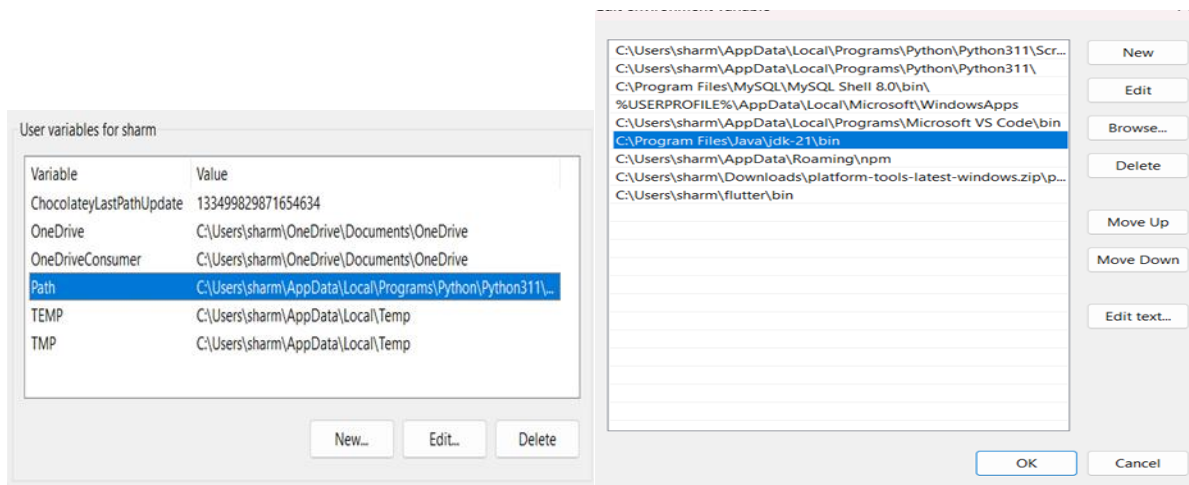 User variables for sharm
Variable Value
ChocolateyLastPathUpdate 133499829871654634
OneDrive C:\Users\sharm\OneDrive\Documents\OneDrive
OneDriveConsumer C:\Users\sharm\OneDrive\Documents\OneDrive
Path C:\Users\sharm\AppData\Local\Programs\Python\Python311\...
TEMP C:\Users\sharm\AppData\Local\Temp
TMP C:\Users\sharm\AppData\Local\Temp
New... Edit... Delete
C:\Users\sharm\AppData\Local\Programs\Python\Python311\Scr...
C:\Users\sharm\AppData\Local\Programs\Python\Python311\
C:\Program Files\MySQL\MySQL Shell 8.0\bin\
%USERPROFILE%\AppData\Local\Microsoft\WindowsApps
C:\Users\sharm\AppData\Local\Programs\Microsoft VS Code\bin
C:\Program Files\Java\jdk-21\bin
C:\Users\sharm\AppData\Roaming\npm
C:\Users\sharm\Downloads\platform-tools-latest-windows.zip\p...
C:\Users\sharm\flutter\bin
New
Edit
Browse...
Delete
Move Up
Move Down
Edit text...
OK Cancel